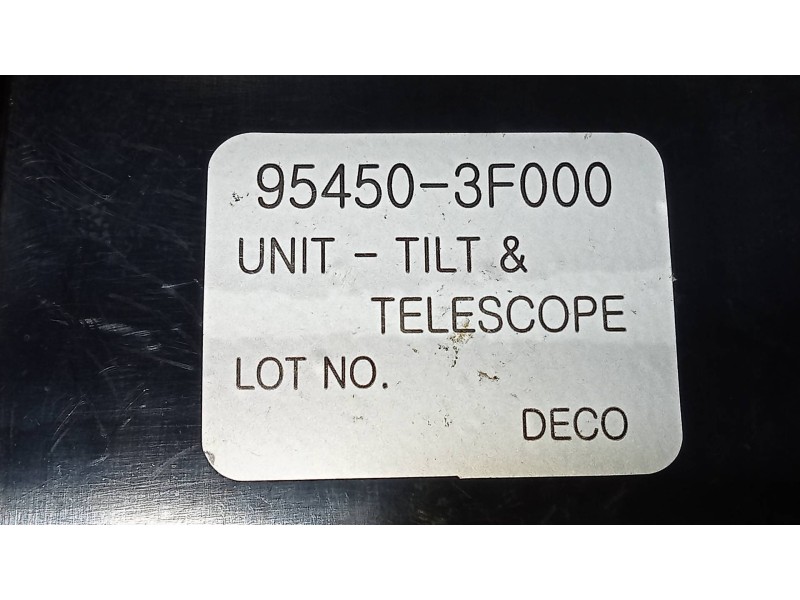 95450-3F000
UNIT - TILT &
TELESCOPE
LOT NO.
DECO